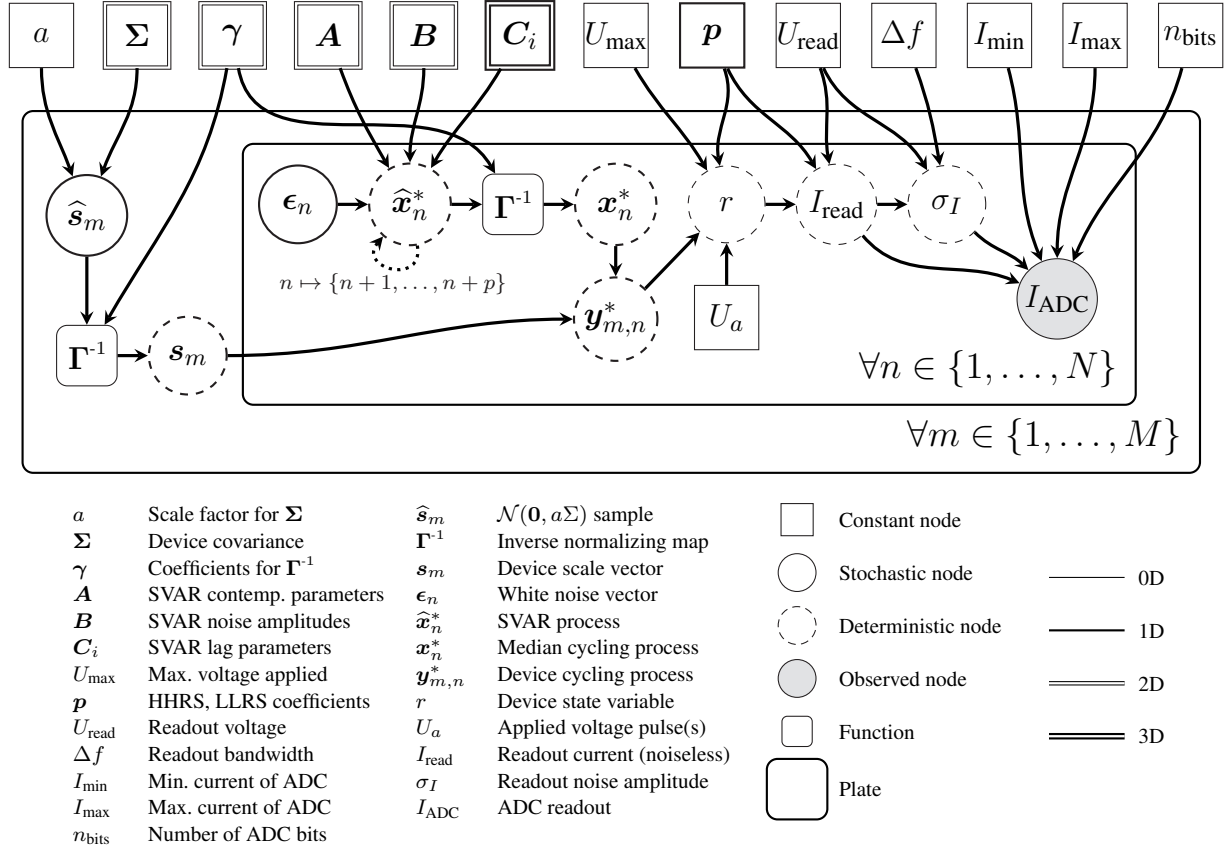 a Σ γ A B C_i U_max p U_read Δf I_min I_max n_bits
ŝ_m ϵ_n x̂*_n Γ⁻¹ x*_n r I_read σ_I
n ↦ {n + 1, …, n + p}
Γ⁻¹ s_m y*_{m,n} U_a I_ADC
∀n ∈ {1, …, N}
∀m ∈ {1, …, M}
a Scale factor for Σ
Σ Device covariance
γ Coefficients for Γ⁻¹
A SVAR contemp. parameters
B SVAR noise amplitudes
C_i SVAR lag parameters
U_max Max. voltage applied
p HHRS, LLRS coefficients
U_read Readout voltage
Δf Readout bandwidth
I_min Min. current of ADC
I_max Max. current of ADC
n_bits Number of ADC bits
ŝ_m 𝒩(0, aΣ) sample
Γ⁻¹ Inverse normalizing map
s_m Device scale vector
ϵ_n White noise vector
x̂*_n SVAR process
x*_n Median cycling process
y*_{m,n} Device cycling process
r Device state variable
U_a Applied voltage pulse(s)
I_read Readout current (noiseless)
σ_I Readout noise amplitude
I_ADC ADC readout
Constant node
Stochastic node
Deterministic node
Observed node
Function
Plate
0D
1D
2D
3D